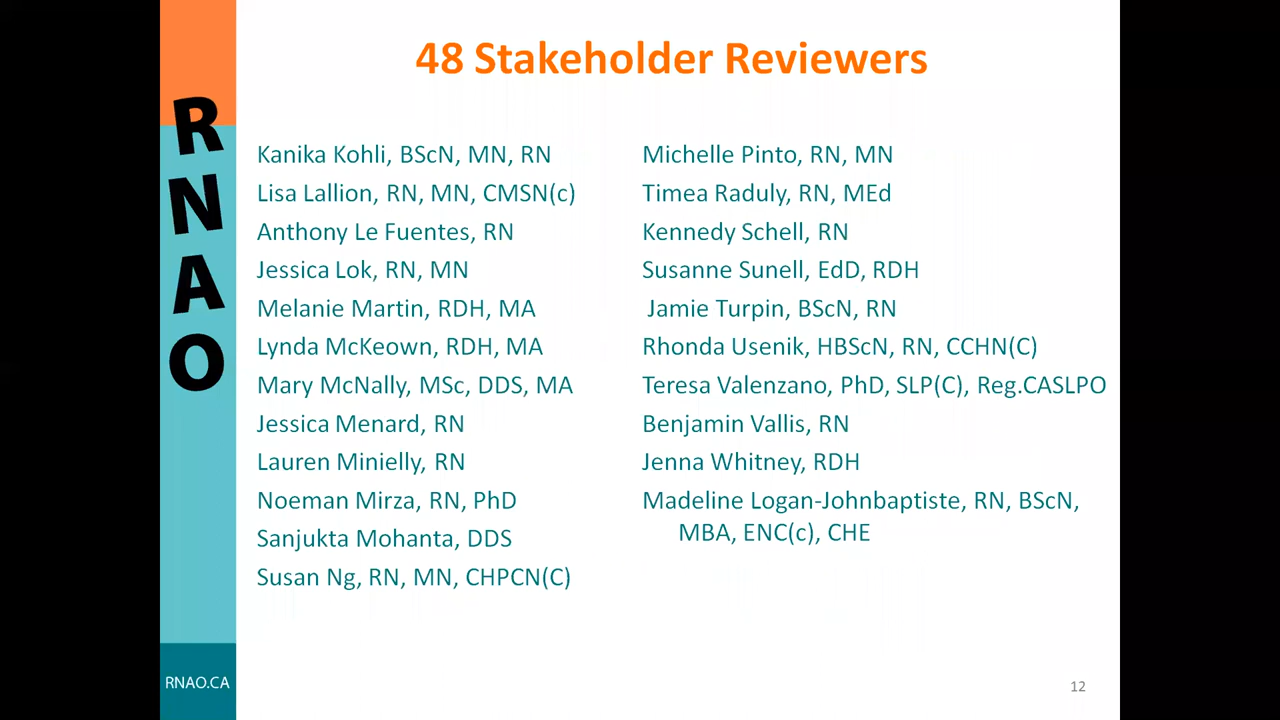 48 Stakeholder Reviewers
RNAO
Kanika Kohli, BScN, MN, RN
Lisa Lallion, RN, MN, CMSN(c)
Anthony Le Fuentes, RN
Jessica Lok, RN, MN
Melanie Martin, RDH, MA
Lynda McKeown, RDH, MA
Mary McNally, MSc, DDS, MA
Jessica Menard, RN
Lauren Minielly, RN
Noeman Mirza, RN, PhD
Sanjukta Mohanta, DDS
Susan Ng, RN, MN, CHPCN(C)
Michelle Pinto, RN, MN
Timea Raduly, RN, MEd
Kennedy Schell, RN
Susanne Sunell, EdD, RDH
Jamie Turpin, BScN, RN
Rhonda Usenik, HBScN, RN, CCHN(C)
Teresa Valenzano, PhD, SLP(C), Reg.CASLPO
Benjamin Vallis, RN
Jenna Whitney, RDH
Madeline Logan-Johnbaptiste, RN, BScN,
MBA, ENC(c), CHE
RNAO.CA
12